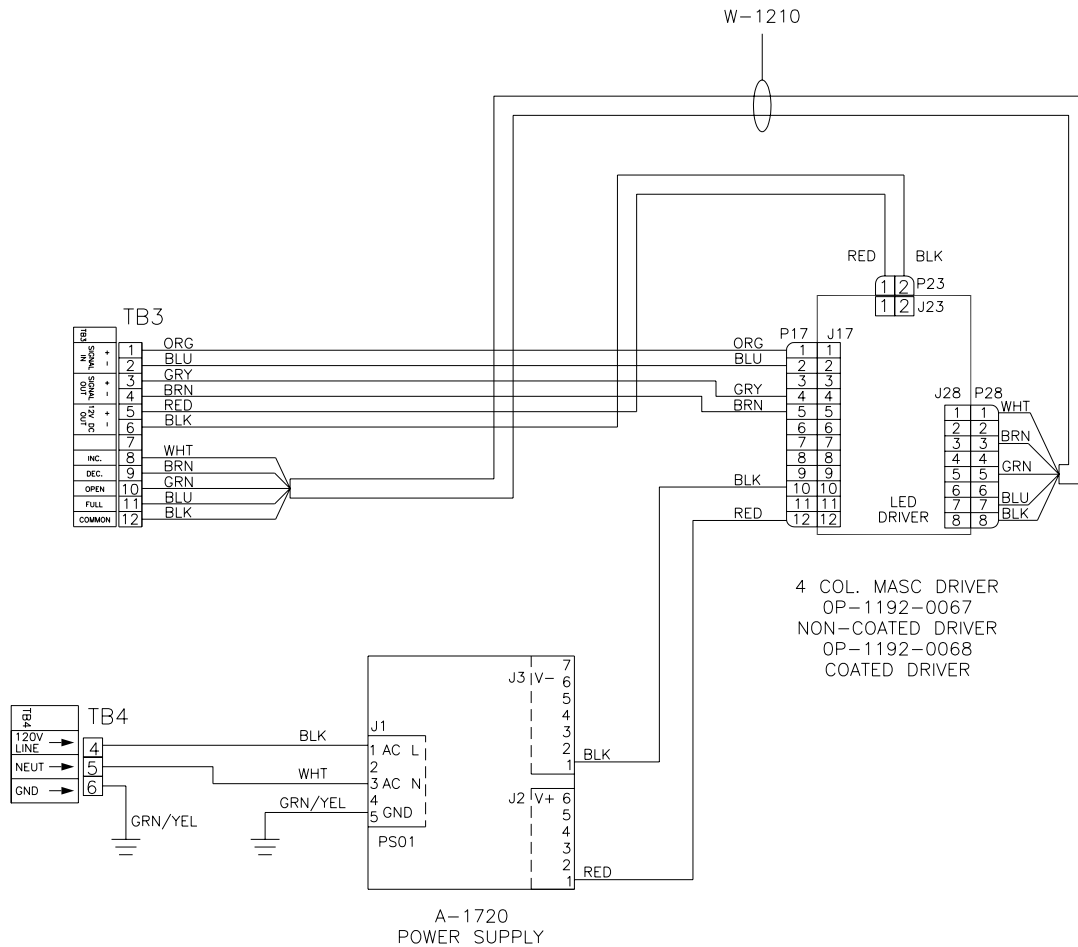 W-1210
RED BLK
1 2 P23
1 2 J23
TB3
TB3
SIGNAL IN + -
SIGNAL OUT + -
12V DC OUT + -
INC.
DEC.
OPEN
FULL
COMMON
1 ORG
2 BLU
3 GRY
4 BRN
5 RED
6 BLK
7
8 WHT
9 BRN
10 GRN
11 BLU
12 BLK
P17 J17
ORG 1 1
BLU 2 2
3 3
GRY 4 4
BRN 5 5
6 6
7 7
8 8
9 9
BLK 10 10
11 11
RED 12 12
J28 P28
1 1 WHT
2 2
3 3 BRN
4 4
5 5 GRN
6 6
7 7 BLU
8 8 BLK
LED
DRIVER
4 COL. MASC DRIVER
0P-1192-0067
NON-COATED DRIVER
0P-1192-0068
COATED DRIVER
TB4
TB4
120V
LINE
NEUT
GND
4
5
6
BLK
WHT
GRN/YEL
GRN/YEL
J1
1 AC L
2
3 AC N
4
5 GND
PS01
J3 V-
7
6
5
4
3
2
1 BLK
J2 V+
6
5
4
3
2
1 RED
A-1720
POWER SUPPLY